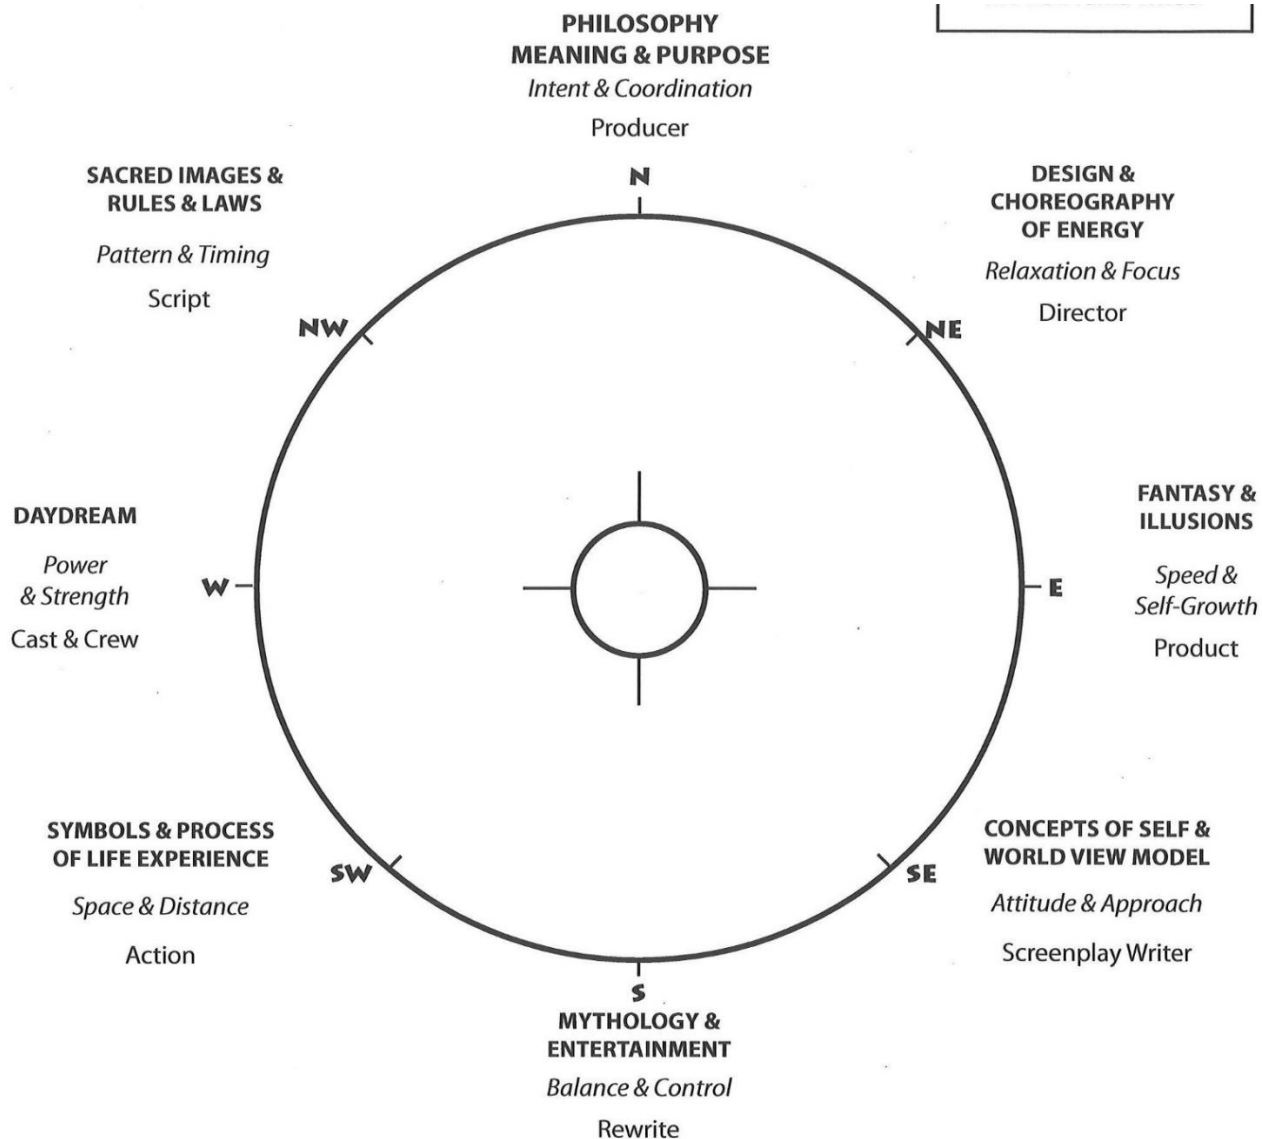 PHILOSOPHY
MEANING & PURPOSE
Intent & Coordination
Producer
N
SACRED IMAGES &
RULES & LAWS
Pattern & Timing
Script
NW
DESIGN &
CHOREOGRAPHY
OF ENERGY
Relaxation & Focus
Director
NE
DAYDREAM
Power
& Strength
Cast & Crew
W
FANTASY &
ILLUSIONS
Speed &
Self-Growth
Product
E
SYMBOLS & PROCESS
OF LIFE EXPERIENCE
Space & Distance
Action
SW
CONCEPTS OF SELF &
WORLD VIEW MODEL
Attitude & Approach
Screenplay Writer
SE
S
MYTHOLOGY &
ENTERTAINMENT
Balance & Control
Rewrite